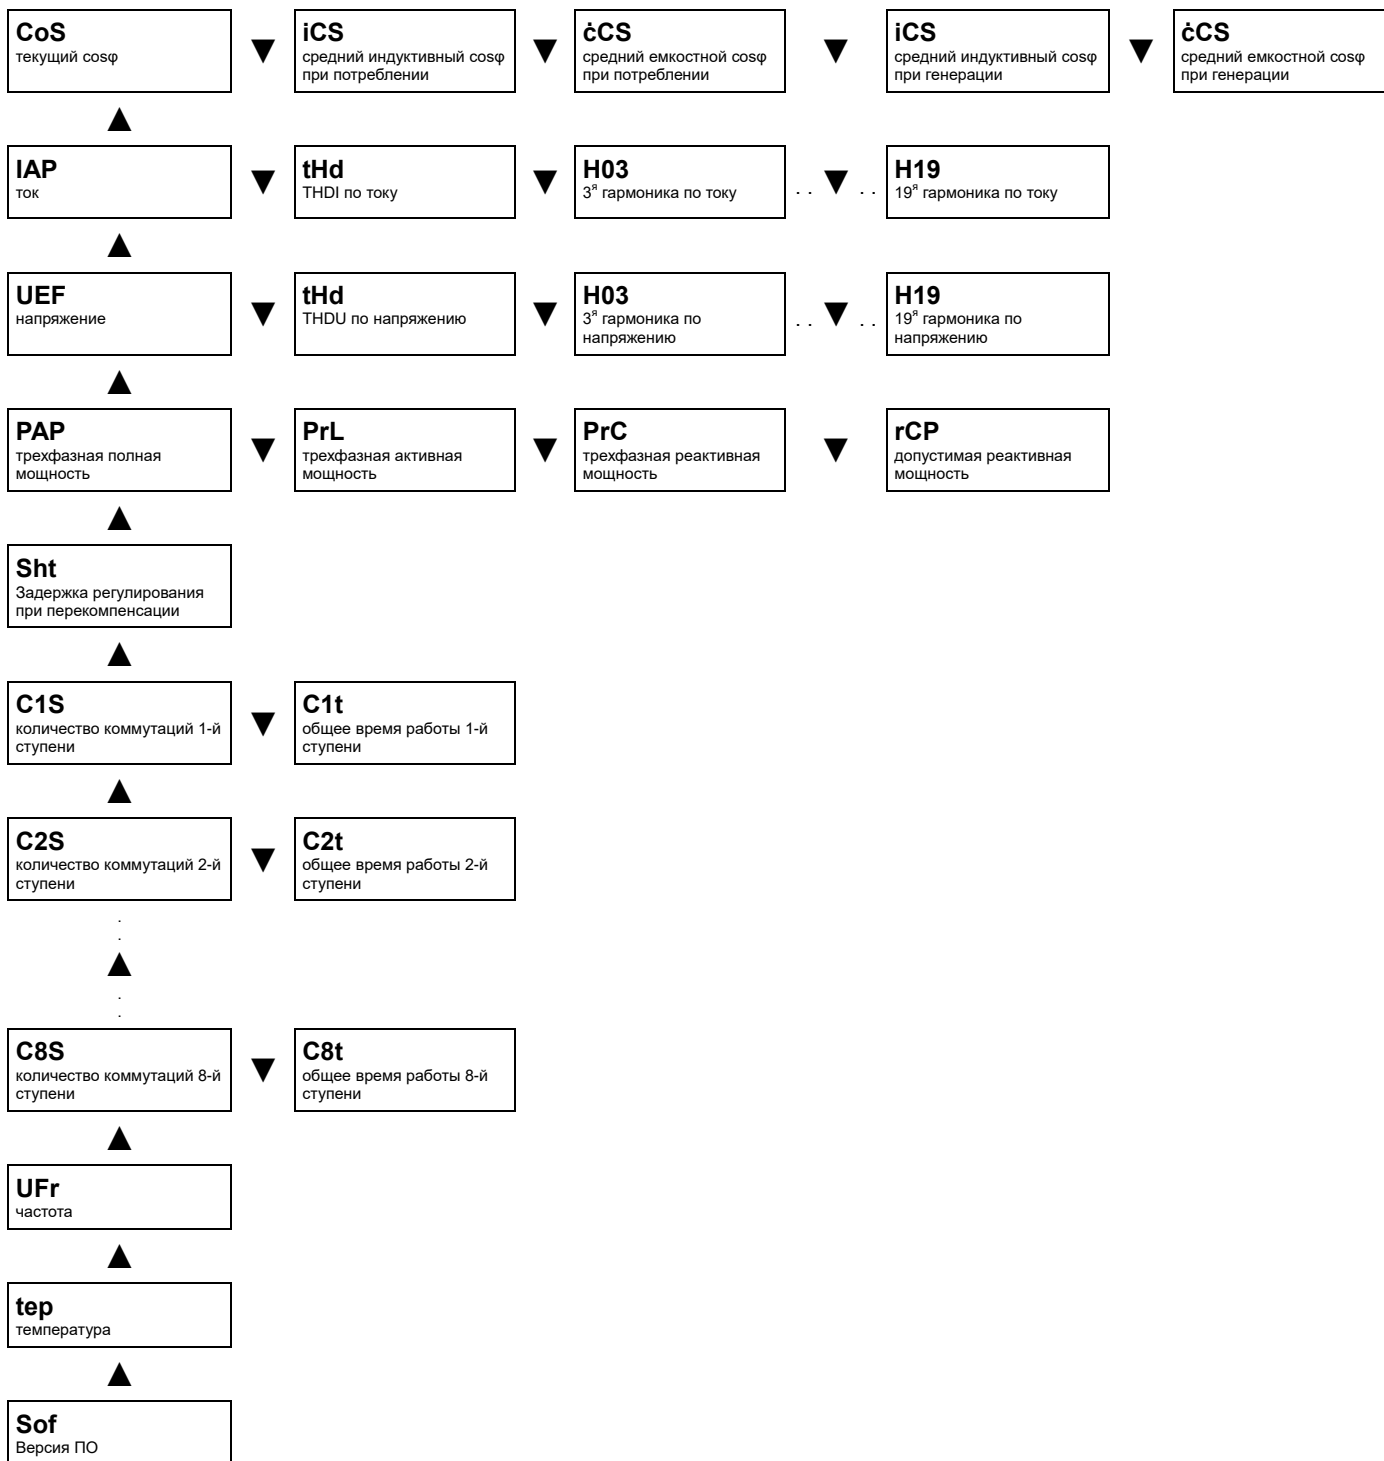 CoS
текущий cosφ
iCS
средний индуктивный cosφ
при потреблении
ċCS
средний емкостной cosφ
при потреблении
iCS
средний индуктивный cosφ
при генерации
ċCS
средний емкостной cosφ
при генерации
IAP
ток
tHd
THDI по току
H03
3я гармоника по току
. .
. .
H19
19я гармоника по току
UEF
напряжение
tHd
THDU по напряжению
H03
3я гармоника по
напряжению
. .
. .
H19
19я гармоника по
напряжению
PAP
трехфазная полная
мощность
PrL
трехфазная активная
мощность
PrC
трехфазная реактивная
мощность
rCP
допустимая реактивная
мощность
Sht
Задержка регулирования
при перекомпенсации
C1S
количество коммутаций 1-й
ступени
C1t
общее время работы 1-й
ступени
C2S
количество коммутаций 2-й
ступени
C2t
общее время работы 2-й
ступени
.
.
.
.
C8S
количество коммутаций 8-й
ступени
C8t
общее время работы 8-й
ступени
UFr
частота
tep
температура
Sof
Версия ПО